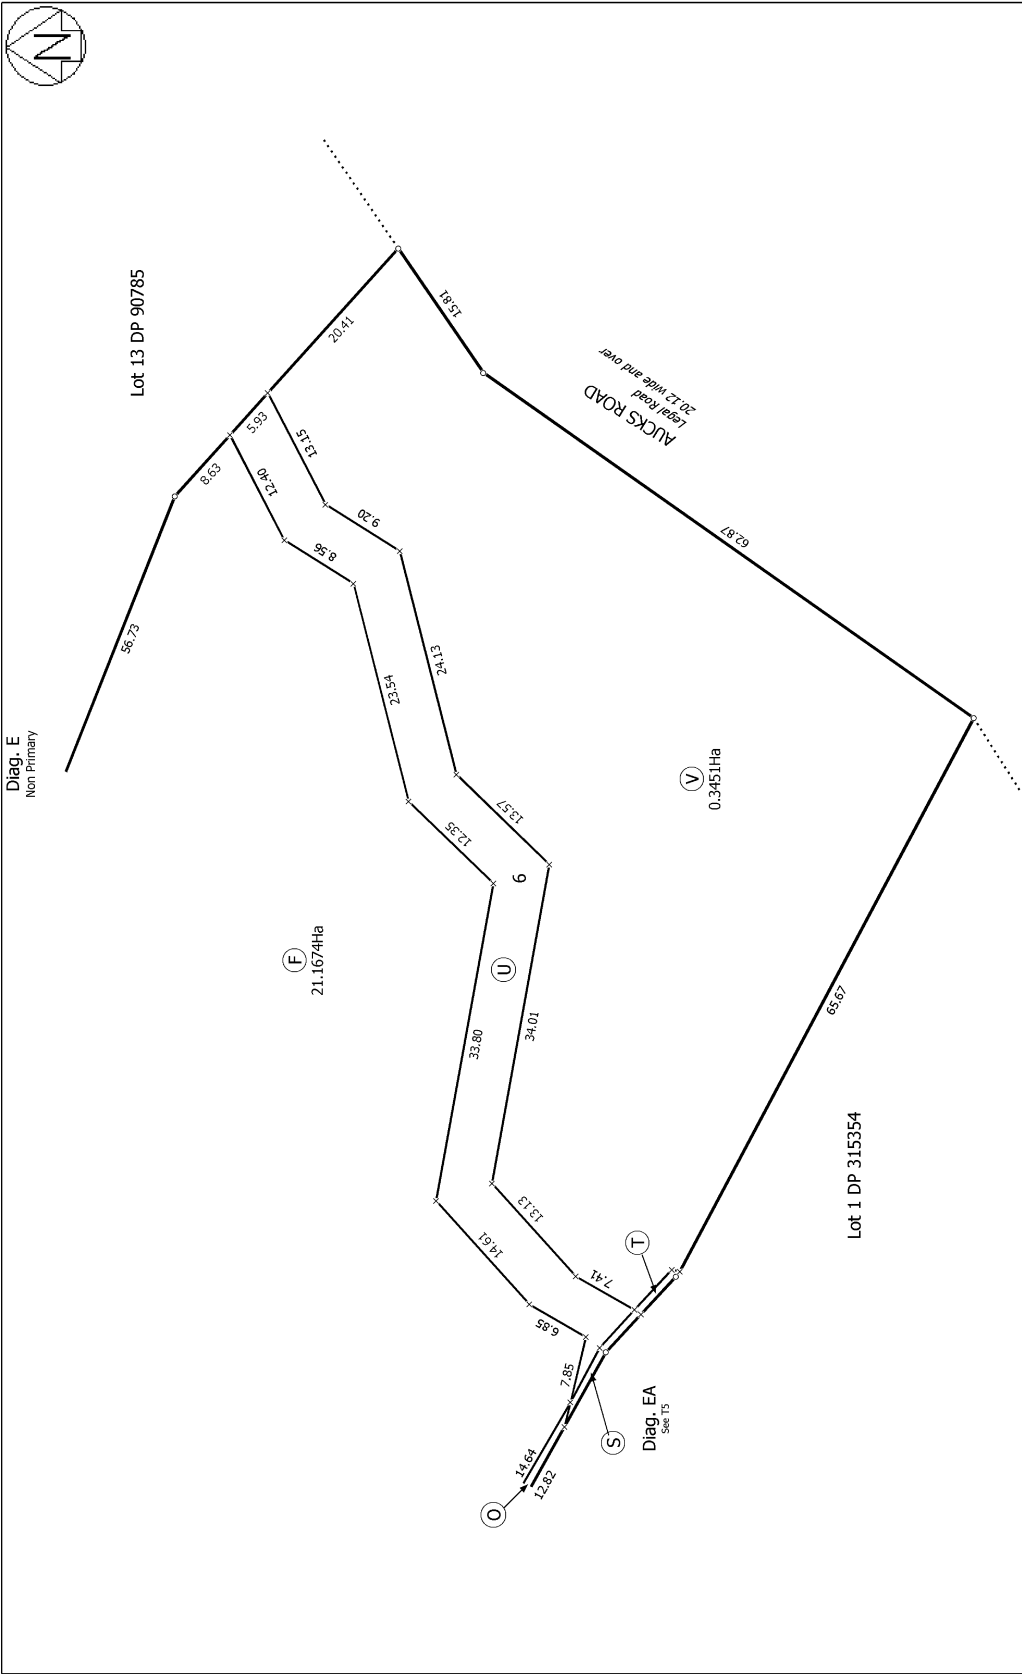 N
Diag. E
Non Primary
Lot 13 DP 90785
56.73
8.63
5.93
20.41
15.81
AUCKS ROAD
Legal Road
20.12 wide and over
62.87
12.40
13.15
8.56
9.20
23.54
24.13
12.35
13.57
6
F
21.1674Ha
U
V
0.3451Ha
33.80
34.01
65.67
14.61
13.13
6.85
7.41
7.85
T
S
O
14.64
12.82
Diag. EA
See T5
Lot 1 DP 315354